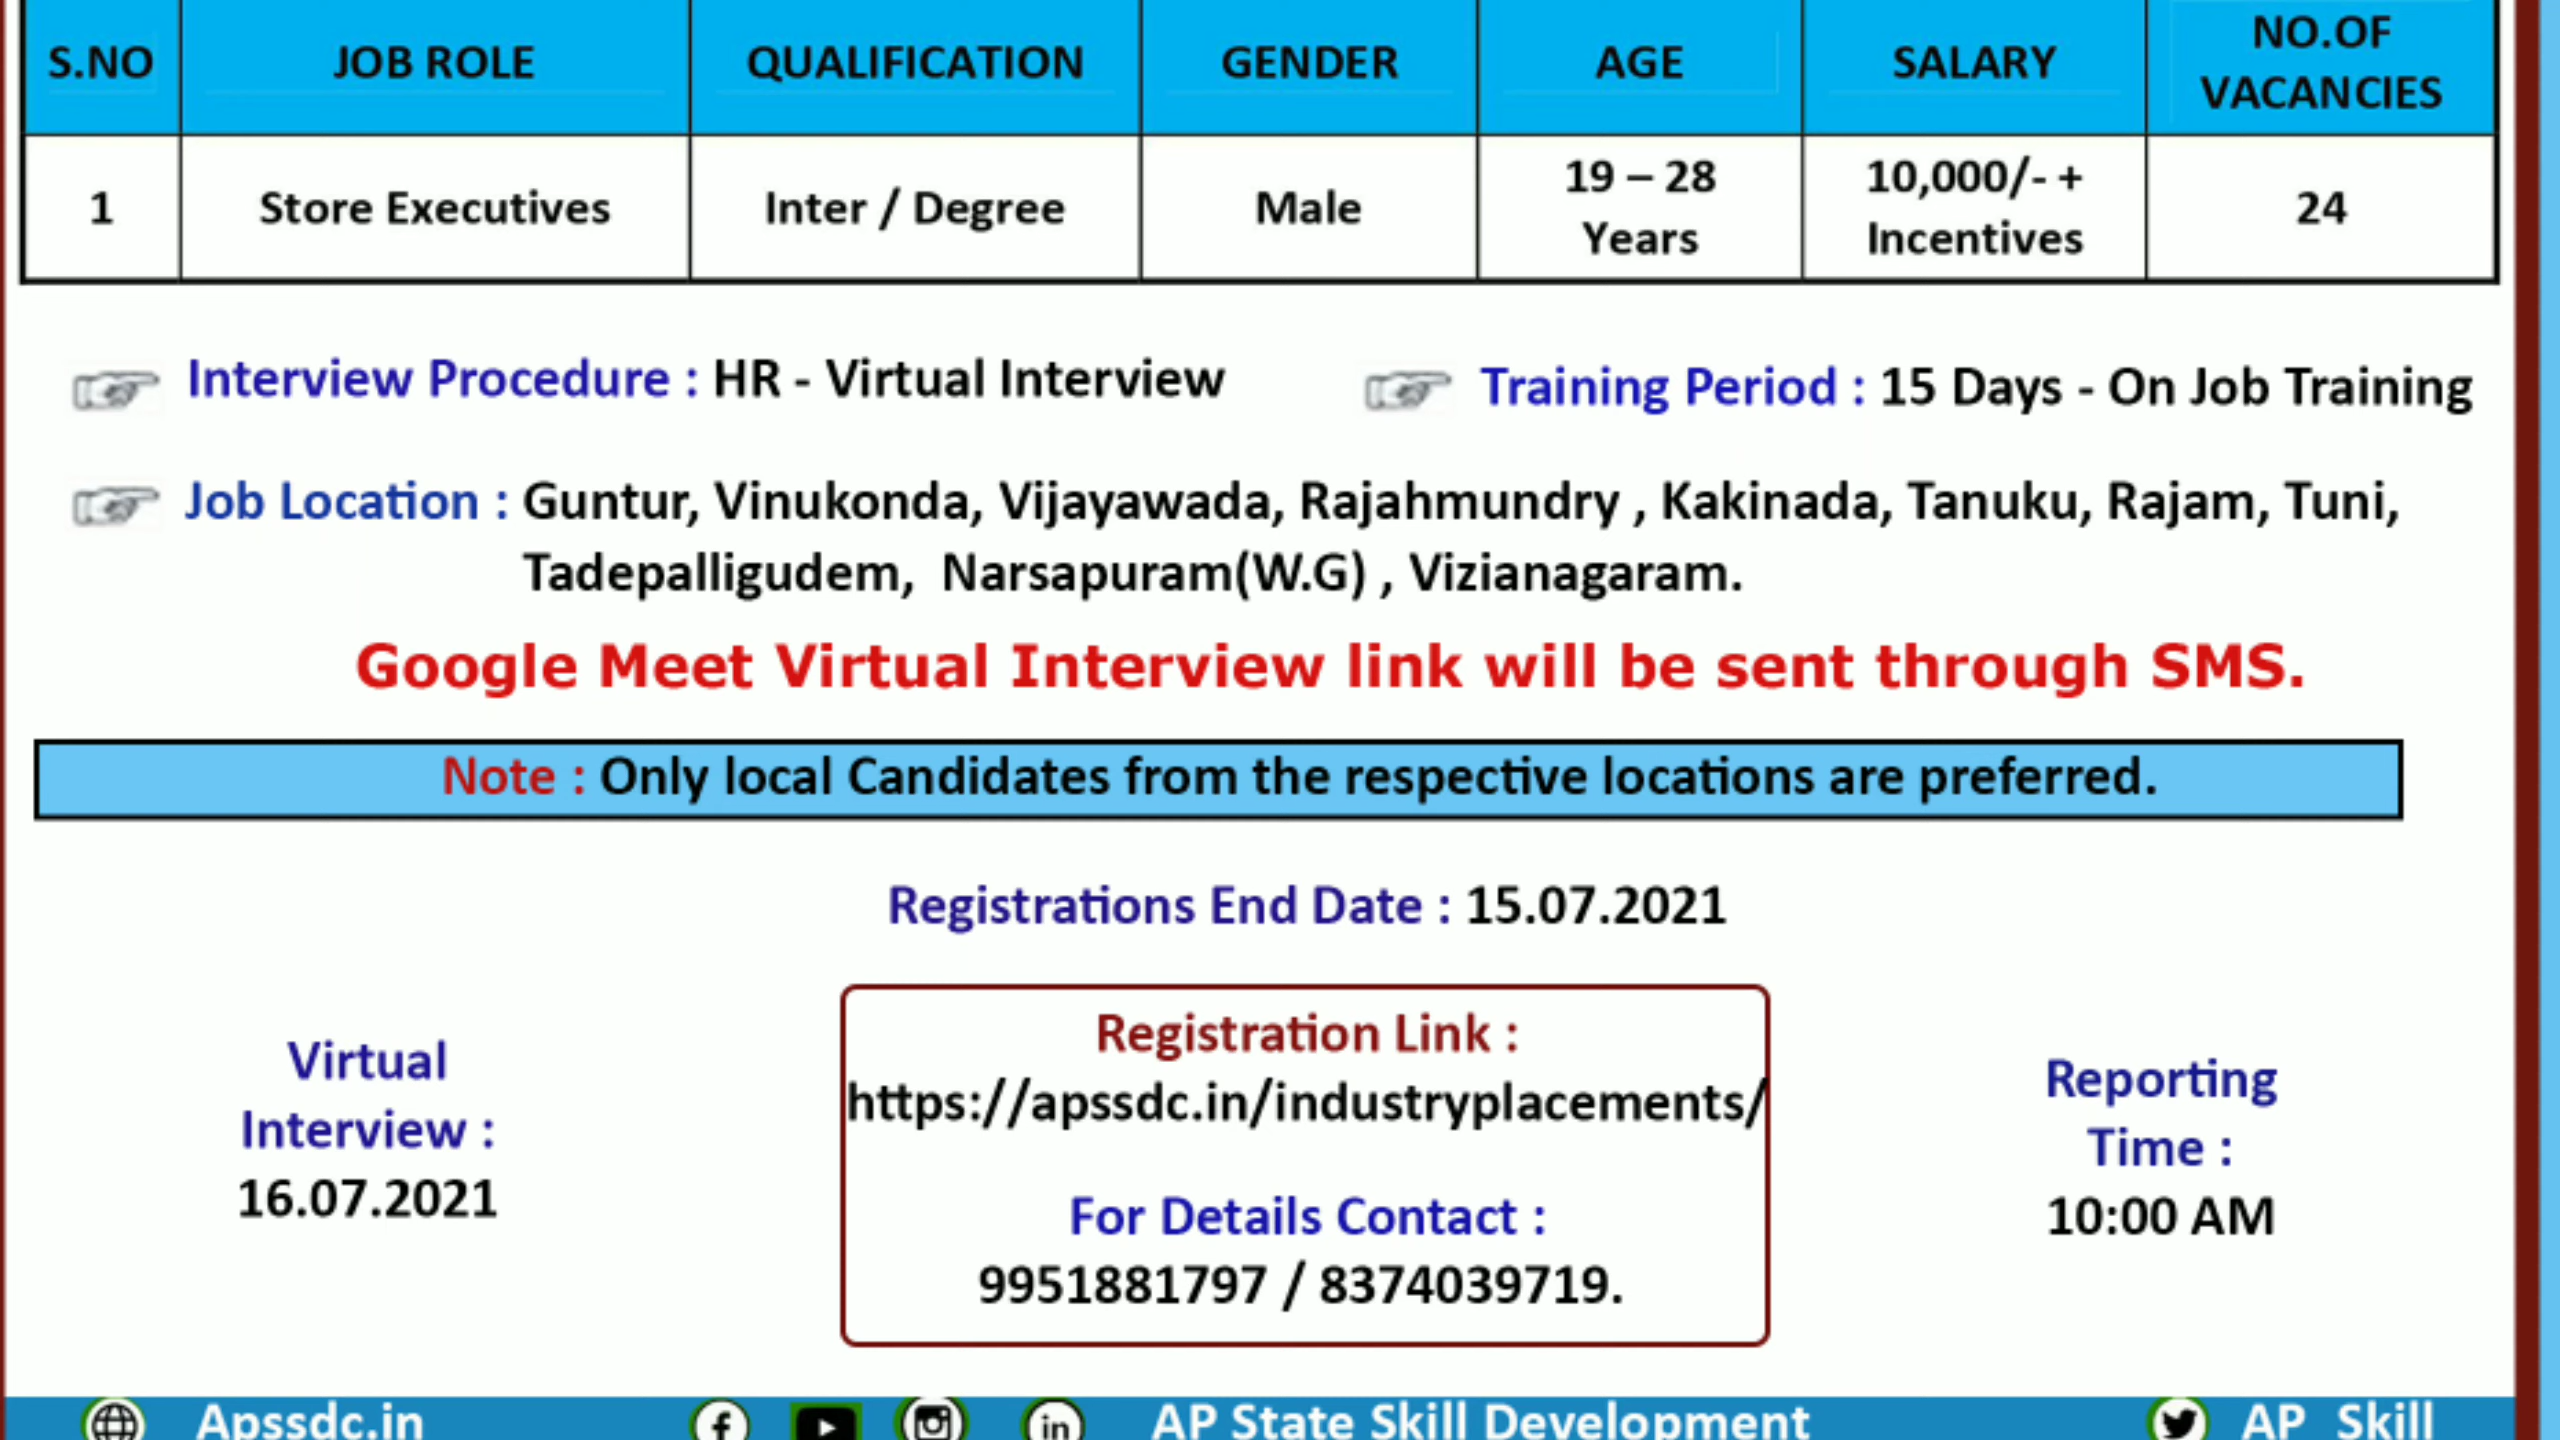 S.NO JOB ROLE QUALIFICATION GENDER AGE SALARY NO.OF VACANCIES
1 Store Executives Inter / Degree Male 19 – 28 Years 10,000/- + Incentives 24
Interview Procedure : HR - Virtual Interview
Training Period : 15 Days - On Job Training
Job Location : Guntur, Vinukonda, Vijayawada, Rajahmundry , Kakinada, Tanuku, Rajam, Tuni,
Tadepalligudem, Narsapuram(W.G) , Vizianagaram.
Google Meet Virtual Interview link will be sent through SMS.
Note : Only local Candidates from the respective locations are preferred.
Registrations End Date : 15.07.2021
Virtual
Interview :
16.07.2021
Registration Link :
https://apssdc.in/industryplacements/
For Details Contact :
9951881797 / 8374039719.
Reporting
Time :
10:00 AM
Apssdc.in AP State Skill Development AP Skill